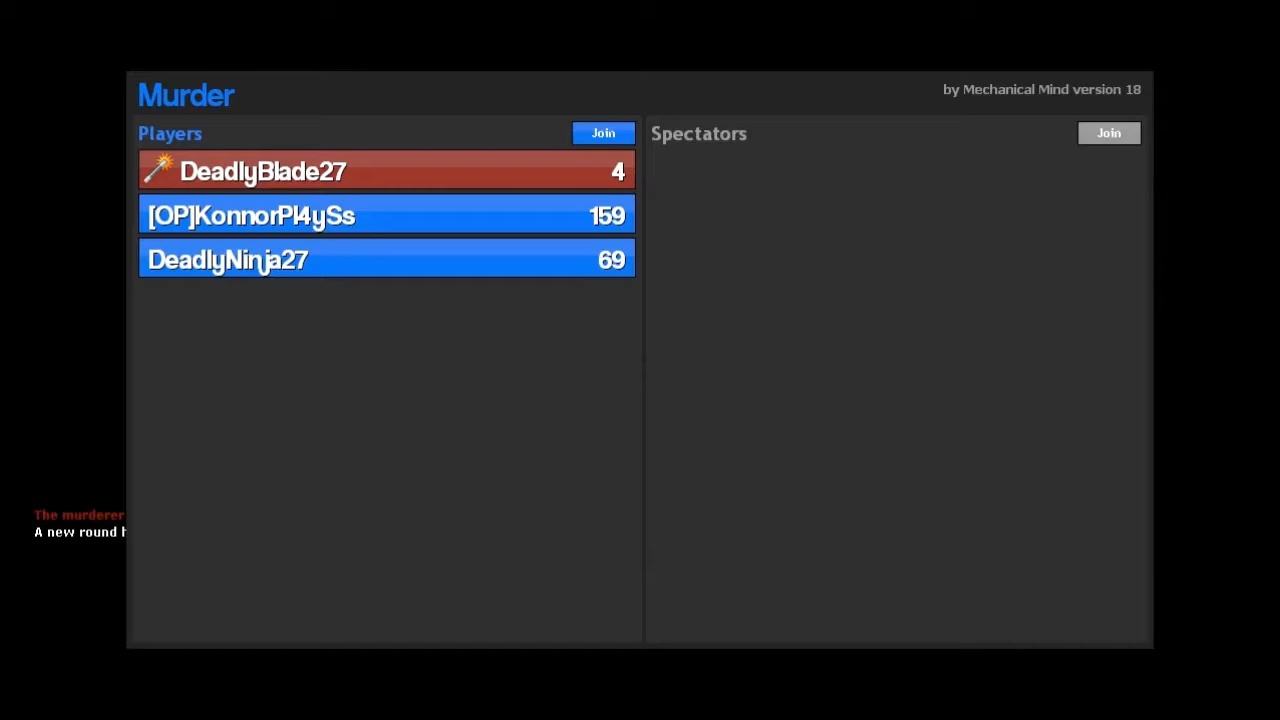 Murder
by Mechanical Mind version 18
Players
Join
Spectators
Join
DeadlyBlade27
4
[OP]KonnorPl4ySs
159
DeadlyNinja27
69
The murderer
A new round h